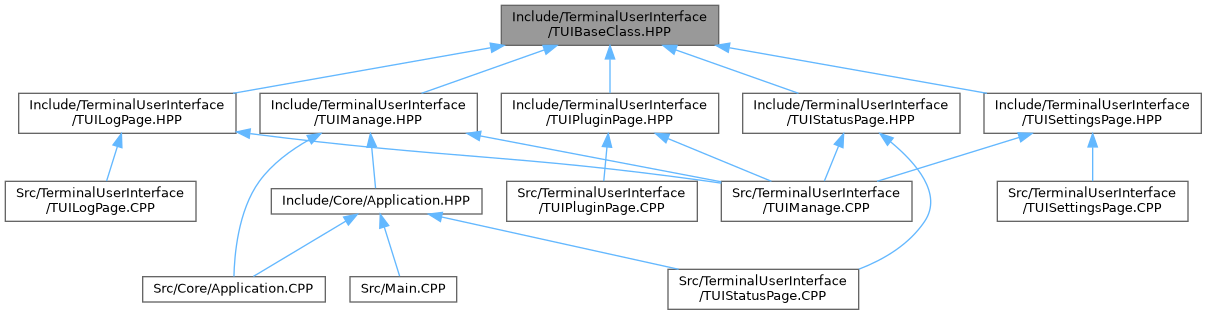 Include/TerminalUserInterface
/TUIBaseClass.HPP
Include/TerminalUserInterface
/TUILogPage.HPP
Include/TerminalUserInterface
/TUIManage.HPP
Include/TerminalUserInterface
/TUIPluginPage.HPP
Include/TerminalUserInterface
/TUIStatusPage.HPP
Include/TerminalUserInterface
/TUISettingsPage.HPP
Src/TerminalUserInterface
/TUILogPage.CPP
Include/Core/Application.HPP
Src/TerminalUserInterface
/TUIPluginPage.CPP
Src/TerminalUserInterface
/TUIManage.CPP
Src/TerminalUserInterface
/TUISettingsPage.CPP
Src/Core/Application.CPP
Src/Main.CPP
Src/TerminalUserInterface
/TUIStatusPage.CPP